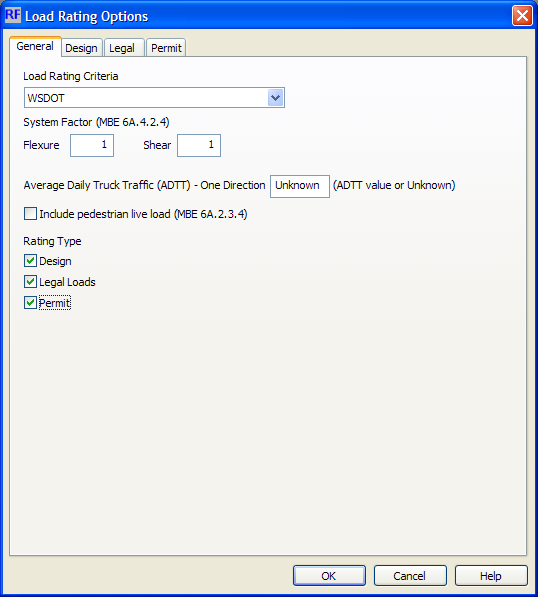 RF Load Rating Options
General Design Legal Permit
Load Rating Criteria
WSDOT
System Factor (MBE 6A.4.2.4)
Flexure 1 Shear 1
Average Daily Truck Traffic (ADTT) - One Direction Unknown (ADTT value or Unknown)
Include pedestrian live load (MBE 6A.2.3.4)
Rating Type
Design
Legal Loads
Permit
OK Cancel Help